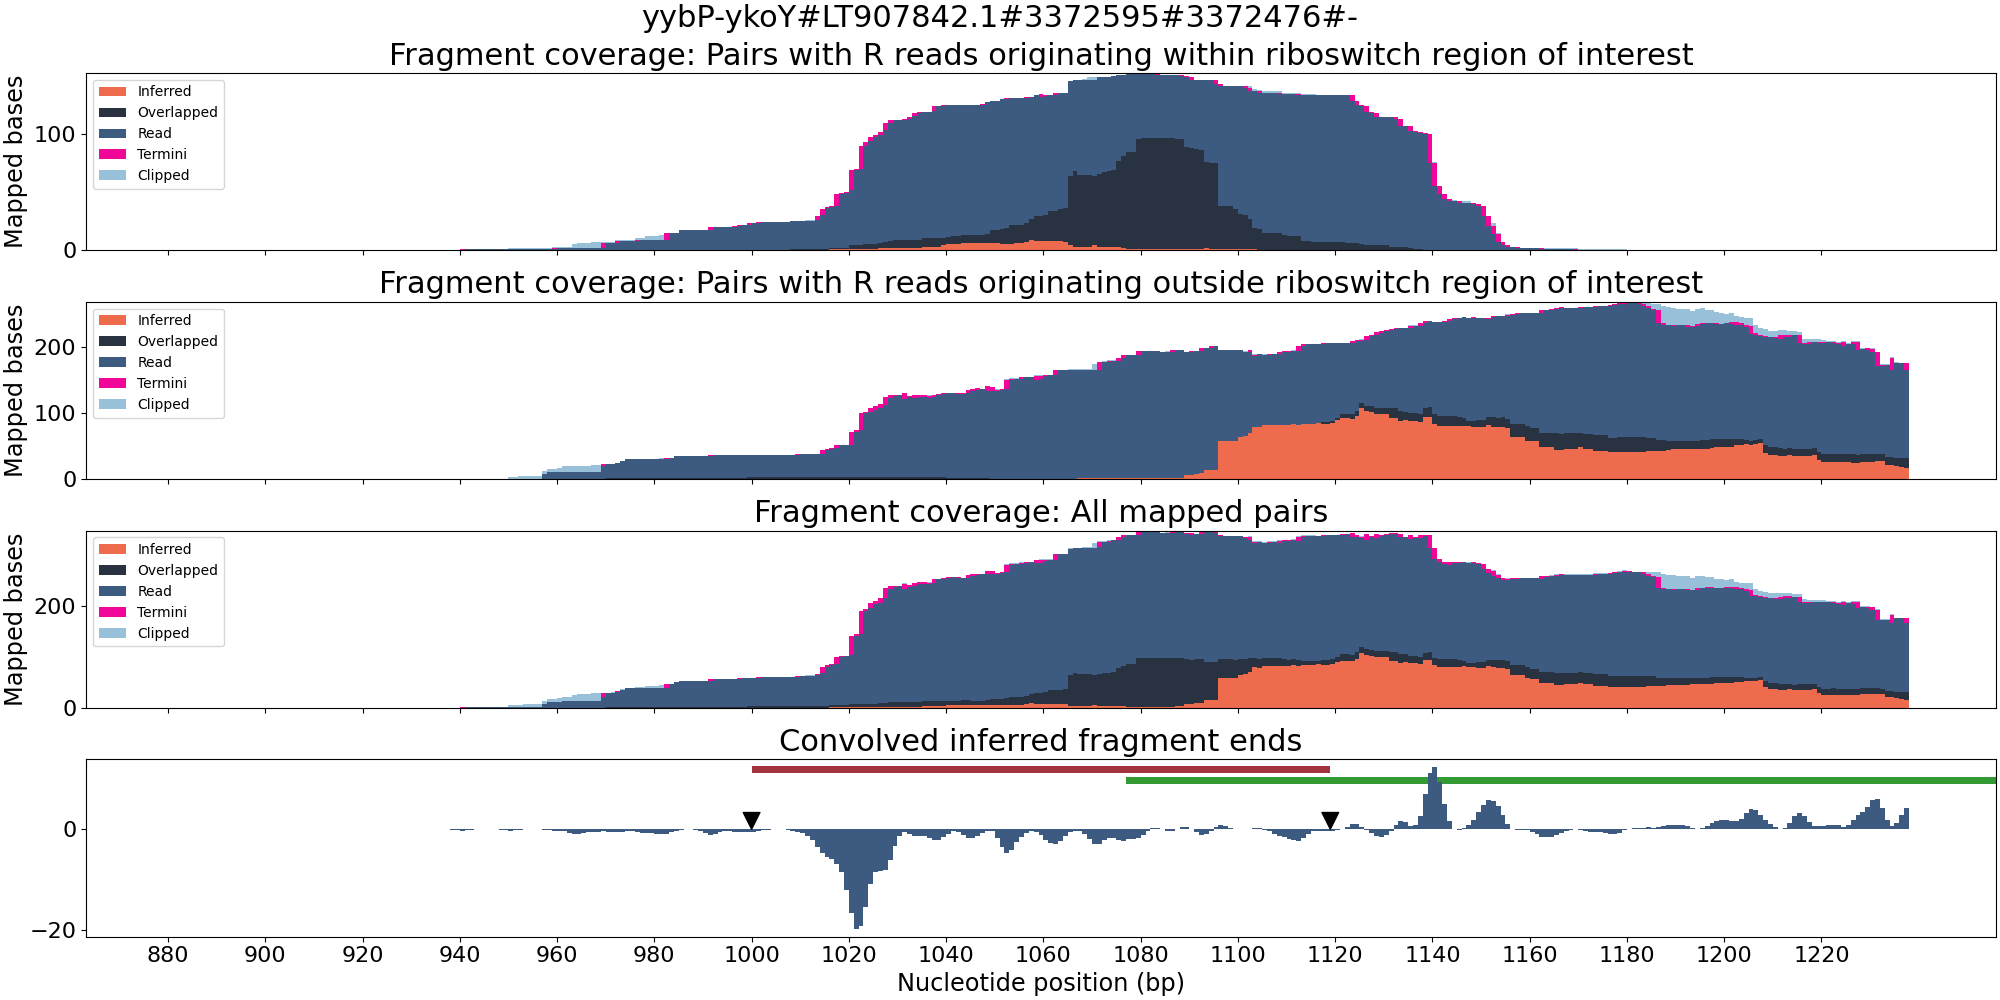 yybP-ykoY#LT907842.1#3372595#3372476#-
Fragment coverage: Pairs with R reads originating within riboswitch region of interest
Mapped bases
100
0
Inferred
Overlapped
Read
Termini
Clipped
Fragment coverage: Pairs with R reads originating outside riboswitch region of interest
Mapped bases
200
100
0
Inferred
Overlapped
Read
Termini
Clipped
Fragment coverage: All mapped pairs
Mapped bases
200
0
Inferred
Overlapped
Read
Termini
Clipped
Convolved inferred fragment ends
0
−20
880 900 920 940 960 980 1000 1020 1040 1060 1080 1100 1120 1140 1160 1180 1200 1220
Nucleotide position (bp)